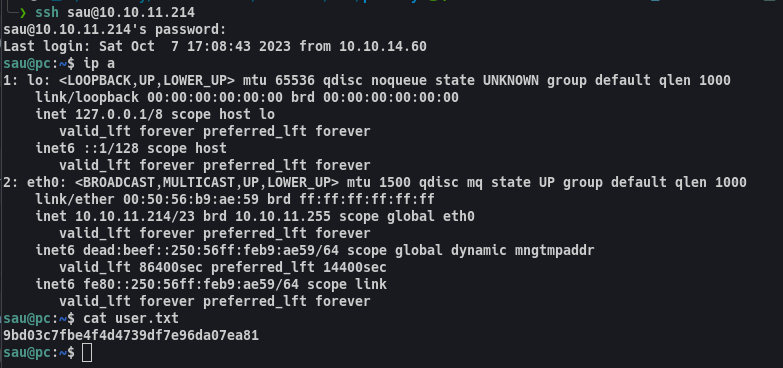 ❯ ssh sau@10.10.11.214
sau@10.10.11.214's password:
Last login: Sat Oct  7 17:08:43 2023 from 10.10.14.60
sau@pc:~$ ip a
1: lo: <LOOPBACK,UP,LOWER_UP> mtu 65536 qdisc noqueue state UNKNOWN group default qlen 1000
    link/loopback 00:00:00:00:00:00 brd 00:00:00:00:00:00
    inet 127.0.0.1/8 scope host lo
       valid_lft forever preferred_lft forever
    inet6 ::1/128 scope host
       valid_lft forever preferred_lft forever
2: eth0: <BROADCAST,MULTICAST,UP,LOWER_UP> mtu 1500 qdisc mq state UP group default qlen 1000
    link/ether 00:50:56:b9:ae:59 brd ff:ff:ff:ff:ff:ff
    inet 10.10.11.214/23 brd 10.10.11.255 scope global eth0
       valid_lft forever preferred_lft forever
    inet6 dead:beef::250:56ff:feb9:ae59/64 scope global dynamic mngtmpaddr
       valid_lft 86400sec preferred_lft 14400sec
    inet6 fe80::250:56ff:feb9:ae59/64 scope link
       valid_lft forever preferred_lft forever
sau@pc:~$ cat user.txt
9bd03c7fbe4f4d4739df7e96da07ea81
sau@pc:~$